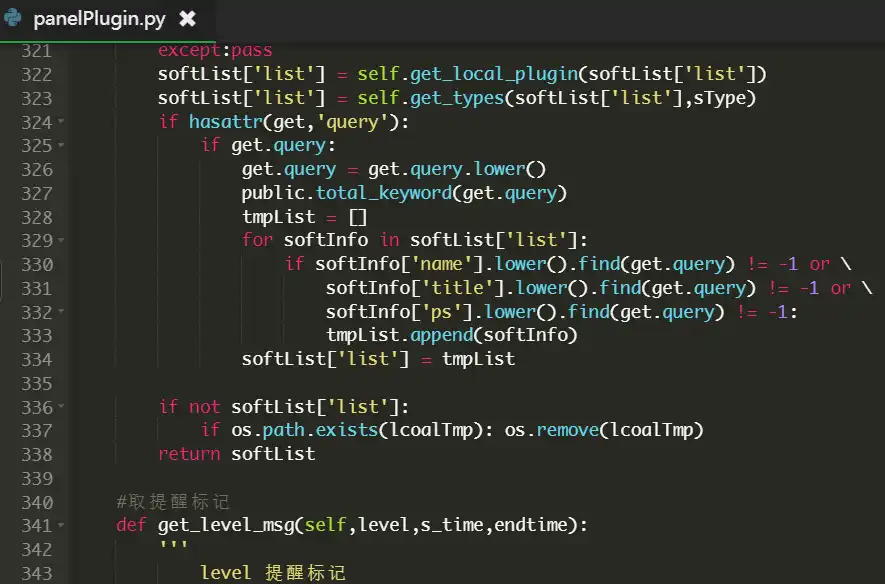 panelPlugin.py ✖
321 except:pass
322 softList['list'] = self.get_local_plugin(softList['list'])
323 softList['list'] = self.get_types(softList['list'],sType)
324 if hasattr(get,'query'):
325 if get.query:
326 get.query = get.query.lower()
327 public.total_keyword(get.query)
328 tmpList = []
329 for softInfo in softList['list']:
330 if softInfo['name'].lower().find(get.query) != -1 or \
331 softInfo['title'].lower().find(get.query) != -1 or \
332 softInfo['ps'].lower().find(get.query) != -1:
333 tmpList.append(softInfo)
334 softList['list'] = tmpList
335
336 if not softList['list']:
337 if os.path.exists(lcoalTmp): os.remove(lcoalTmp)
338 return softList
339
340 #取提醒标记
341 def get_level_msg(self,level,s_time,endtime):
342 '''
343 level 提醒标记